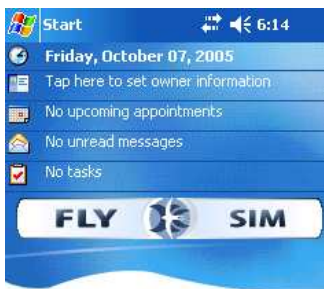 Start 6:14
Friday, October 07, 2005
Tap here to set owner information
No upcoming appointments
No unread messages
No tasks
FLY SIM